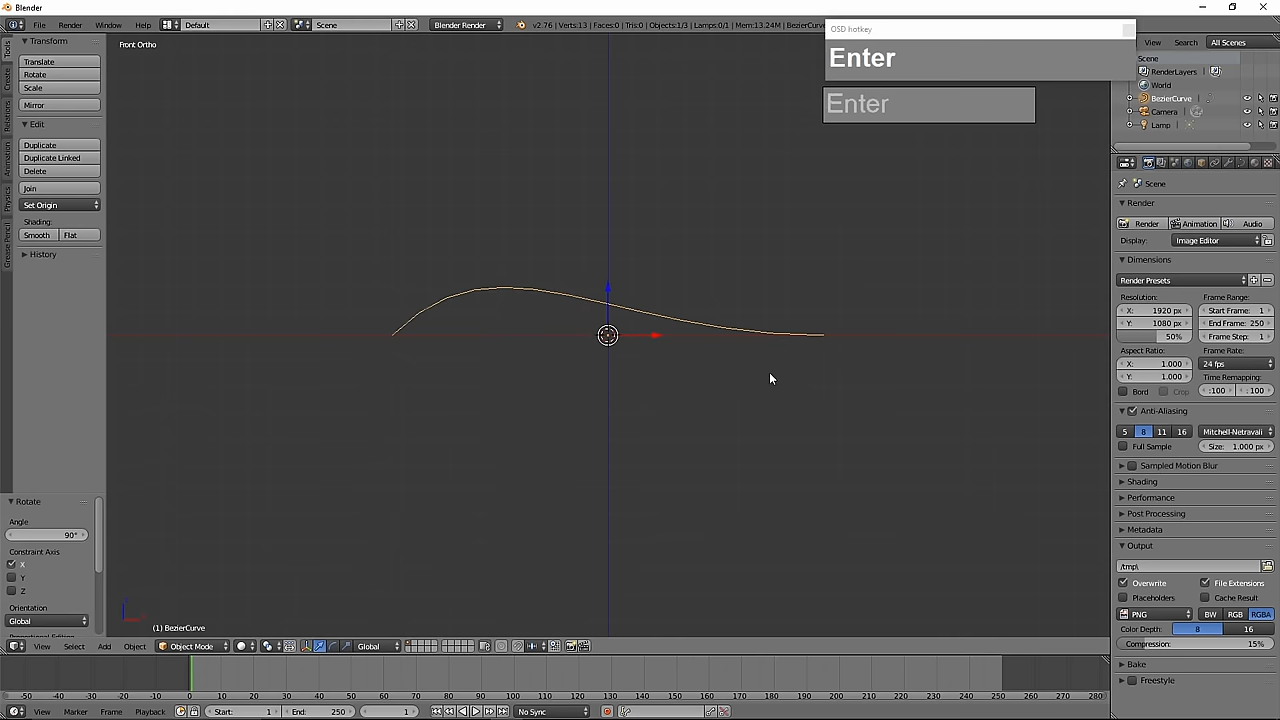 Blender
File Render Window Help Default Scene Blender Render v2.76 | Verts:13 | Faces:0 | Tris:0 | Objects:1/3 | Lamps:0/1 | Mem:13.24M | BezierCurve
OSD hotkey
Enter
Enter
View Search All Scenes
Scene
RenderLayers
World
BezierCurve
Camera
Lamp
Tools
Create
Relations
Animation
Physics
Grease Pencil
Transform
Translate
Rotate
Scale
Mirror
Edit
Duplicate
Duplicate Linked
Delete
Join
Set Origin
Shading:
Smooth Flat
History
Rotate
Angle
90°
Constraint Axis
X
Y
Z
Orientation
Global
Front Ortho
(1) BezierCurve
Scene
Render
Render Animation Audio
Display: Image Editor
Dimensions
Render Presets
Resolution: Frame Range:
X: 1920 px Start Frame: 1
Y: 1080 px End Frame: 250
50% Frame Step: 1
Aspect Ratio: Frame Rate:
X: 1.000 24 fps
Y: 1.000 Time Remapping:
Bord Crop :100 :100
Anti-Aliasing
5 8 11 16 Mitchell-Netravali
Full Sample Size: 1.000 px
Sampled Motion Blur
Shading
Performance
Post Processing
Metadata
Output
/tmp\
Overwrite File Extensions
Placeholders Cache Result
PNG BW RGB RGBA
Color Depth: 8 16
Compression: 15%
Bake
Freestyle
View Select Add Object Object Mode Global
-50 -40 -30 -20 -10 0 10 20 30 40 50 60 70 80 90 100 110 120 130 140 150 160 170 180 190 200 210 220 230 240 250 260 270 280
View Marker Frame Playback Start: 1 End: 250 1 No Sync